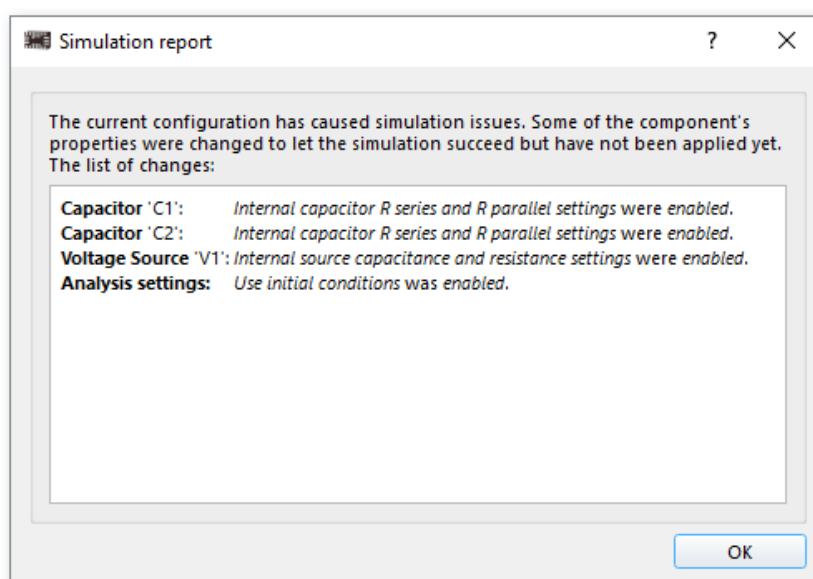 Simulation report
?
The current configuration has caused simulation issues. Some of the component's
properties were changed to let the simulation succeed but have not been applied yet.
The list of changes:
Capacitor 'C1': Internal capacitor R series and R parallel settings were enabled.
Capacitor 'C2': Internal capacitor R series and R parallel settings were enabled.
Voltage Source 'V1': Internal source capacitance and resistance settings were enabled.
Analysis settings: Use initial conditions was enabled.
OK